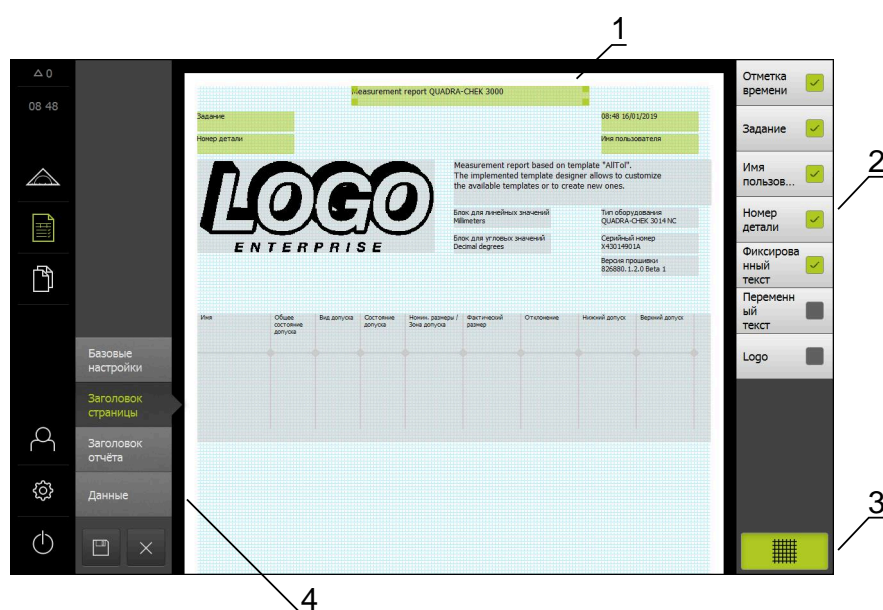 1
0
08 48
Базовые
настройки
Заголовок
страницы
Заголовок
отчёта
Данные
Measurement report QUADRA-CHEK 3000
Задание
08:48 16/01/2019
Номер детали
Имя пользователя
LOGO
ENTERPRISE
Measurement report based on template "AllTol".
The implemented template designer allows to customize
the available templates or to create new ones.
Блок для линейных значений
Millimeters
Тип оборудования
QUADRA-CHEK 3014 NC
Блок для угловых значений
Decimal degrees
Серийный номер
X43014901A
Версия прошивки
826880.1.2.0 Beta 1
Имя
Общее
состояние
допуска
Вид допуска
Состояние
допуска
Номин. размеры /
Зона допуска
Фактический
размер
Отклонение
Нижний допуск
Верхний допуск
Отметка
времени
Задание
Имя
пользов...
Номер
детали
Фиксирова
нный
текст
Переменн
ый
текст
Logo
2
3
4